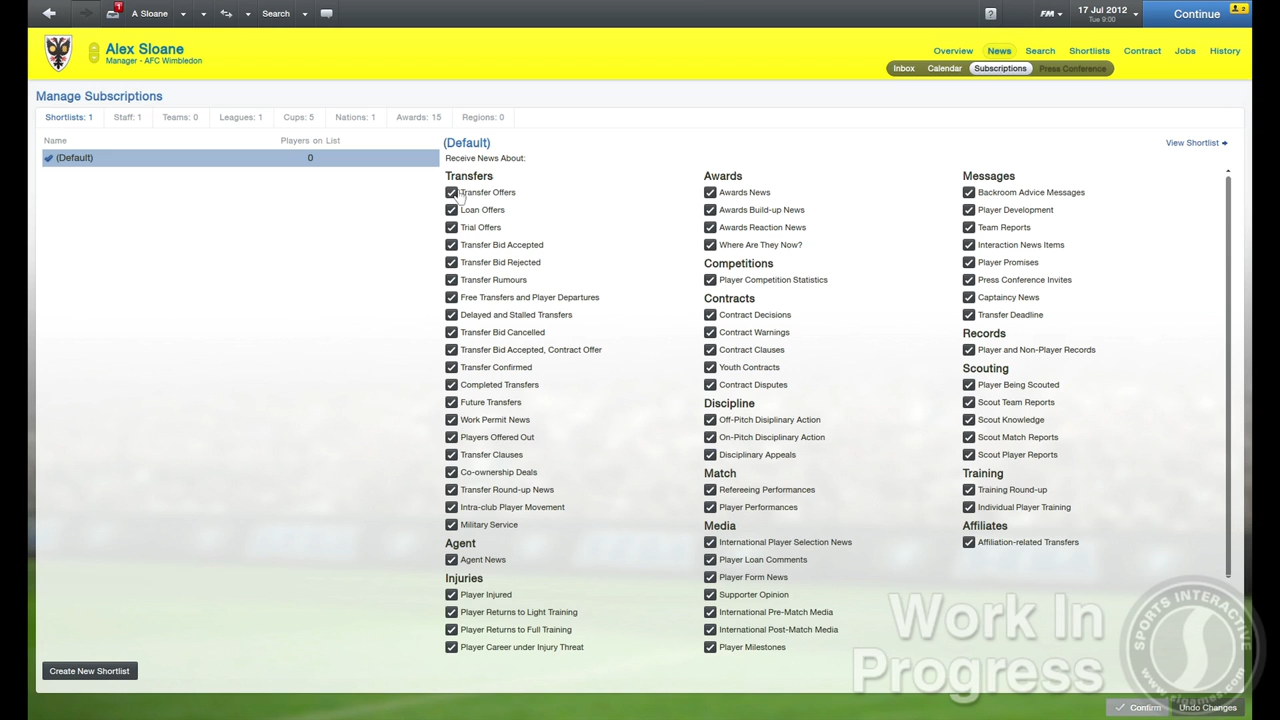 1
A Sloane
Search
?
FM
17 Jul 2012
Tue 9:00
Continue
2
Alex Sloane
Manager - AFC Wimbledon
Overview News Search Shortlists Contract Jobs History
Inbox Calendar Subscriptions Press Conference
Manage Subscriptions
Shortlists: 1 Staff: 1 Teams: 0 Leagues: 1 Cups: 5 Nations: 1 Awards: 15 Regions: 0
Name Players on List
(Default) 0
(Default)
View Shortlist
Receive News About:
Transfers
Transfer Offers
Loan Offers
Trial Offers
Transfer Bid Accepted
Transfer Bid Rejected
Transfer Rumours
Free Transfers and Player Departures
Delayed and Stalled Transfers
Transfer Bid Cancelled
Transfer Bid Accepted, Contract Offer
Transfer Confirmed
Completed Transfers
Future Transfers
Work Permit News
Players Offered Out
Transfer Clauses
Co-ownership Deals
Transfer Round-up News
Intra-club Player Movement
Military Service
Agent
Agent News
Injuries
Player Injured
Player Returns to Light Training
Player Returns to Full Training
Player Career under Injury Threat
Awards
Awards News
Awards Build-up News
Awards Reaction News
Where Are They Now?
Competitions
Player Competition Statistics
Contracts
Contract Decisions
Contract Warnings
Contract Clauses
Youth Contracts
Contract Disputes
Discipline
Off-Pitch Disiplinary Action
On-Pitch Disciplinary Action
Disciplinary Appeals
Match
Refereeing Performances
Player Performances
Media
International Player Selection News
Player Loan Comments
Player Form News
Supporter Opinion
International Pre-Match Media
International Post-Match Media
Player Milestones
Messages
Backroom Advice Messages
Player Development
Team Reports
Interaction News Items
Player Promises
Press Conference Invites
Captaincy News
Transfer Deadline
Records
Player and Non-Player Records
Scouting
Player Being Scouted
Scout Team Reports
Scout Knowledge
Scout Match Reports
Scout Player Reports
Training
Training Round-up
Individual Player Training
Affiliates
Affiliation-related Transfers
Create New Shortlist
Work In
Progress
SPORTS INTERACTIVE
www.sigames.com
Confirm Undo Changes